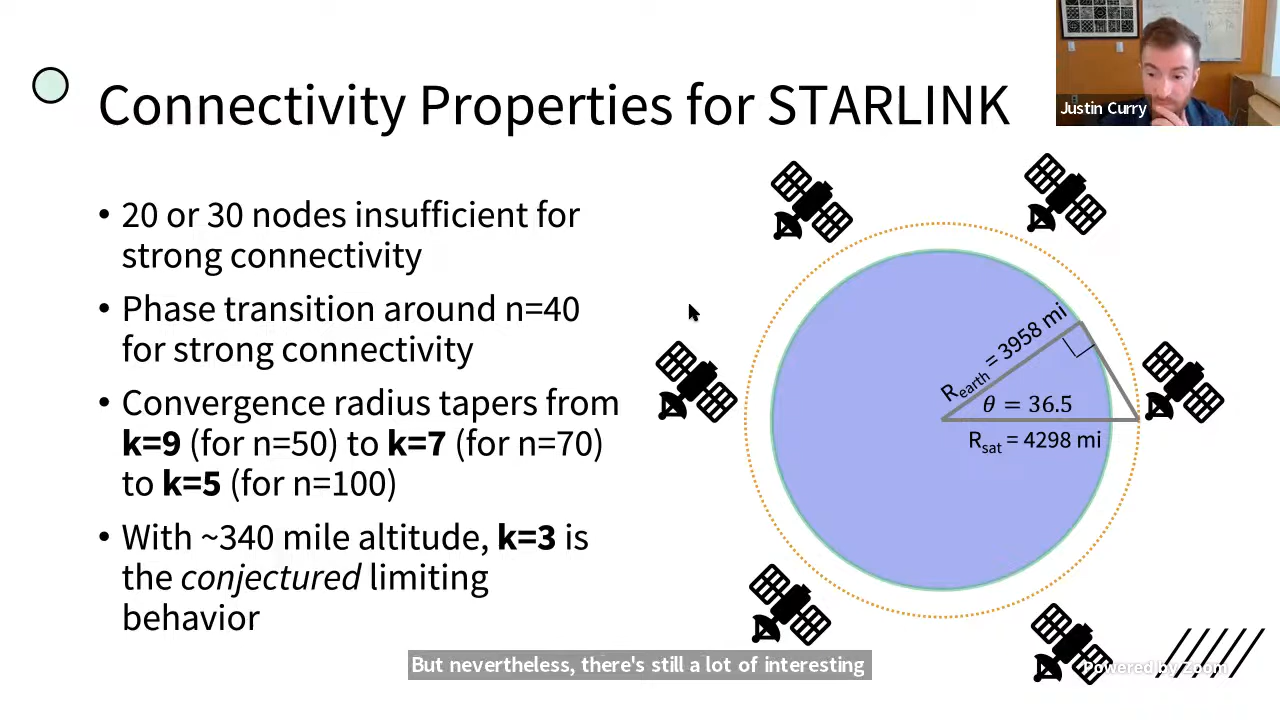 Connectivity Properties for STARLINK
Justin Curry
• 20 or 30 nodes insufficient for
strong connectivity
• Phase transition around n=40
for strong connectivity
• Convergence radius tapers from
k=9 (for n=50) to k=7 (for n=70)
to k=5 (for n=100)
• With ~340 mile altitude, k=3 is
the conjectured limiting
behavior
Rearth = 3958 mi
θ = 36.5
Rsat = 4298 mi
But nevertheless, there's still a lot of interesting
Powered by Zoom